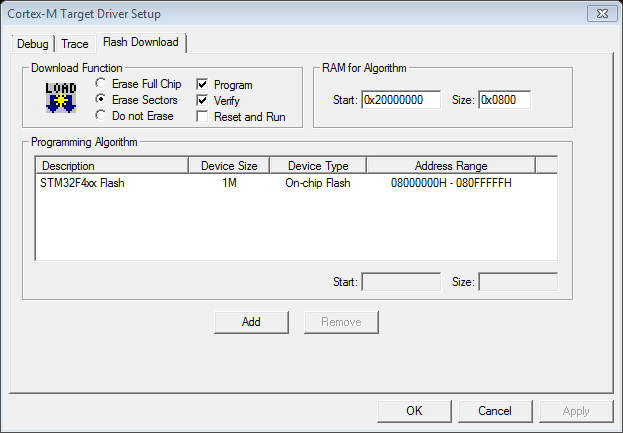 Cortex-M Target Driver Setup
Debug Trace Flash Download
Download Function
LOAD
Erase Full Chip
Erase Sectors
Do not Erase
Program
Verify
Reset and Run
RAM for Algorithm
Start: 0x20000000 Size: 0x0800
Programming Algorithm
Description Device Size Device Type Address Range
STM32F4xx Flash 1M On-chip Flash 08000000H - 080FFFFFH
Start: Size:
Add Remove
OK Cancel Apply